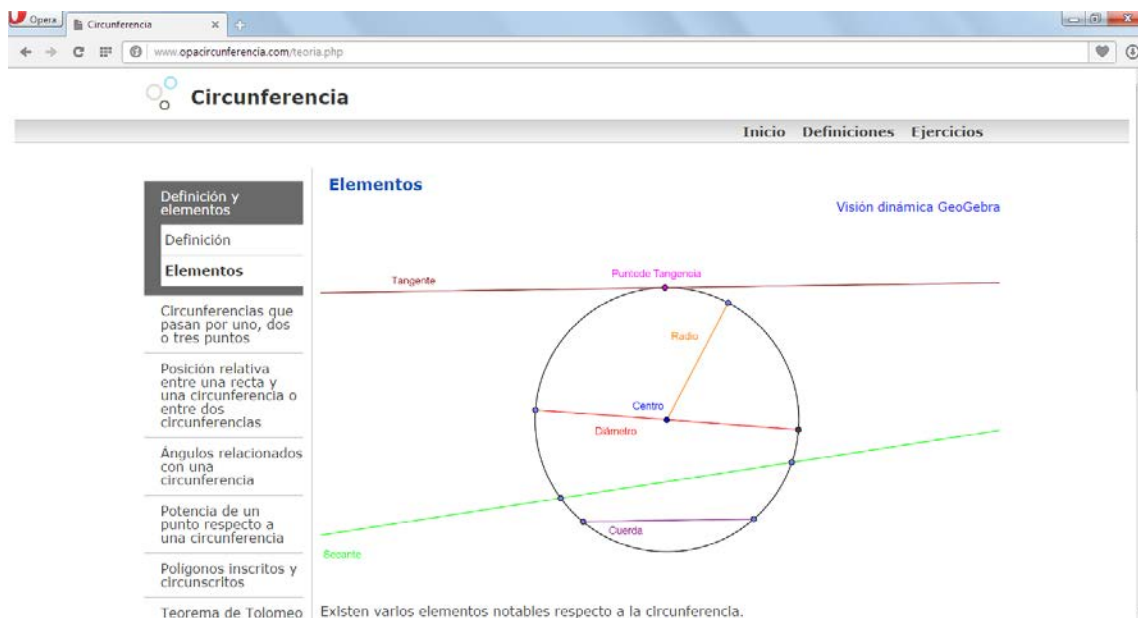 Opera
Circunferencia
www.opacircunferencia.com/teoria.php
Circunferencia
Inicio Definiciones Ejercicios
Definición y
elementos
Definición
Elementos
Circunferencias que
pasan por uno, dos
o tres puntos
Posición relativa
entre una recta y
una circunferencia o
entre dos
circunferencias
Ángulos relacionados
con una
circunferencia
Potencia de un
punto respecto a
una circunferencia
Polígonos inscritos y
circunscritos
Teorema de Tolomeo
Elementos
Visión dinámica GeoGebra
Tangente
Puntode Tangencia
Radio
Centro
Diámetro
Cuerda
Secante
Existen varios elementos notables respecto a la circunferencia.